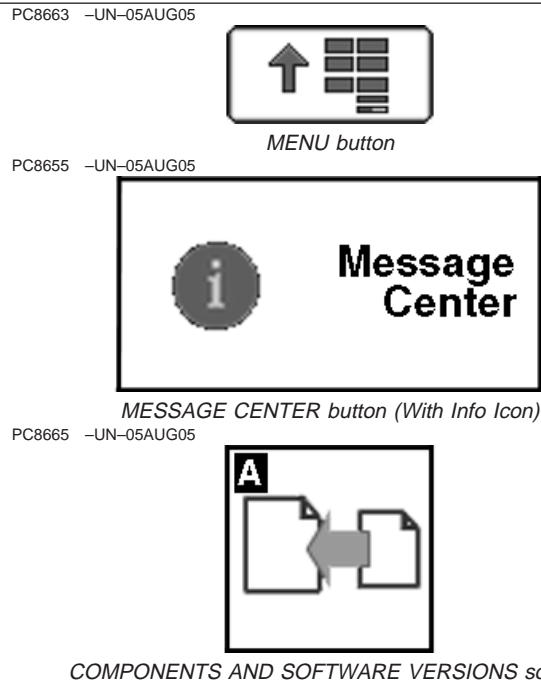 PC8663 –UN–05AUG05
MENU button
PC8655 –UN–05AUG05
i
Message
Center
MESSAGE CENTER button (With Info Icon)
PC8665 –UN–05AUG05
A
COMPONENTS AND SOFTWARE VERSIONS